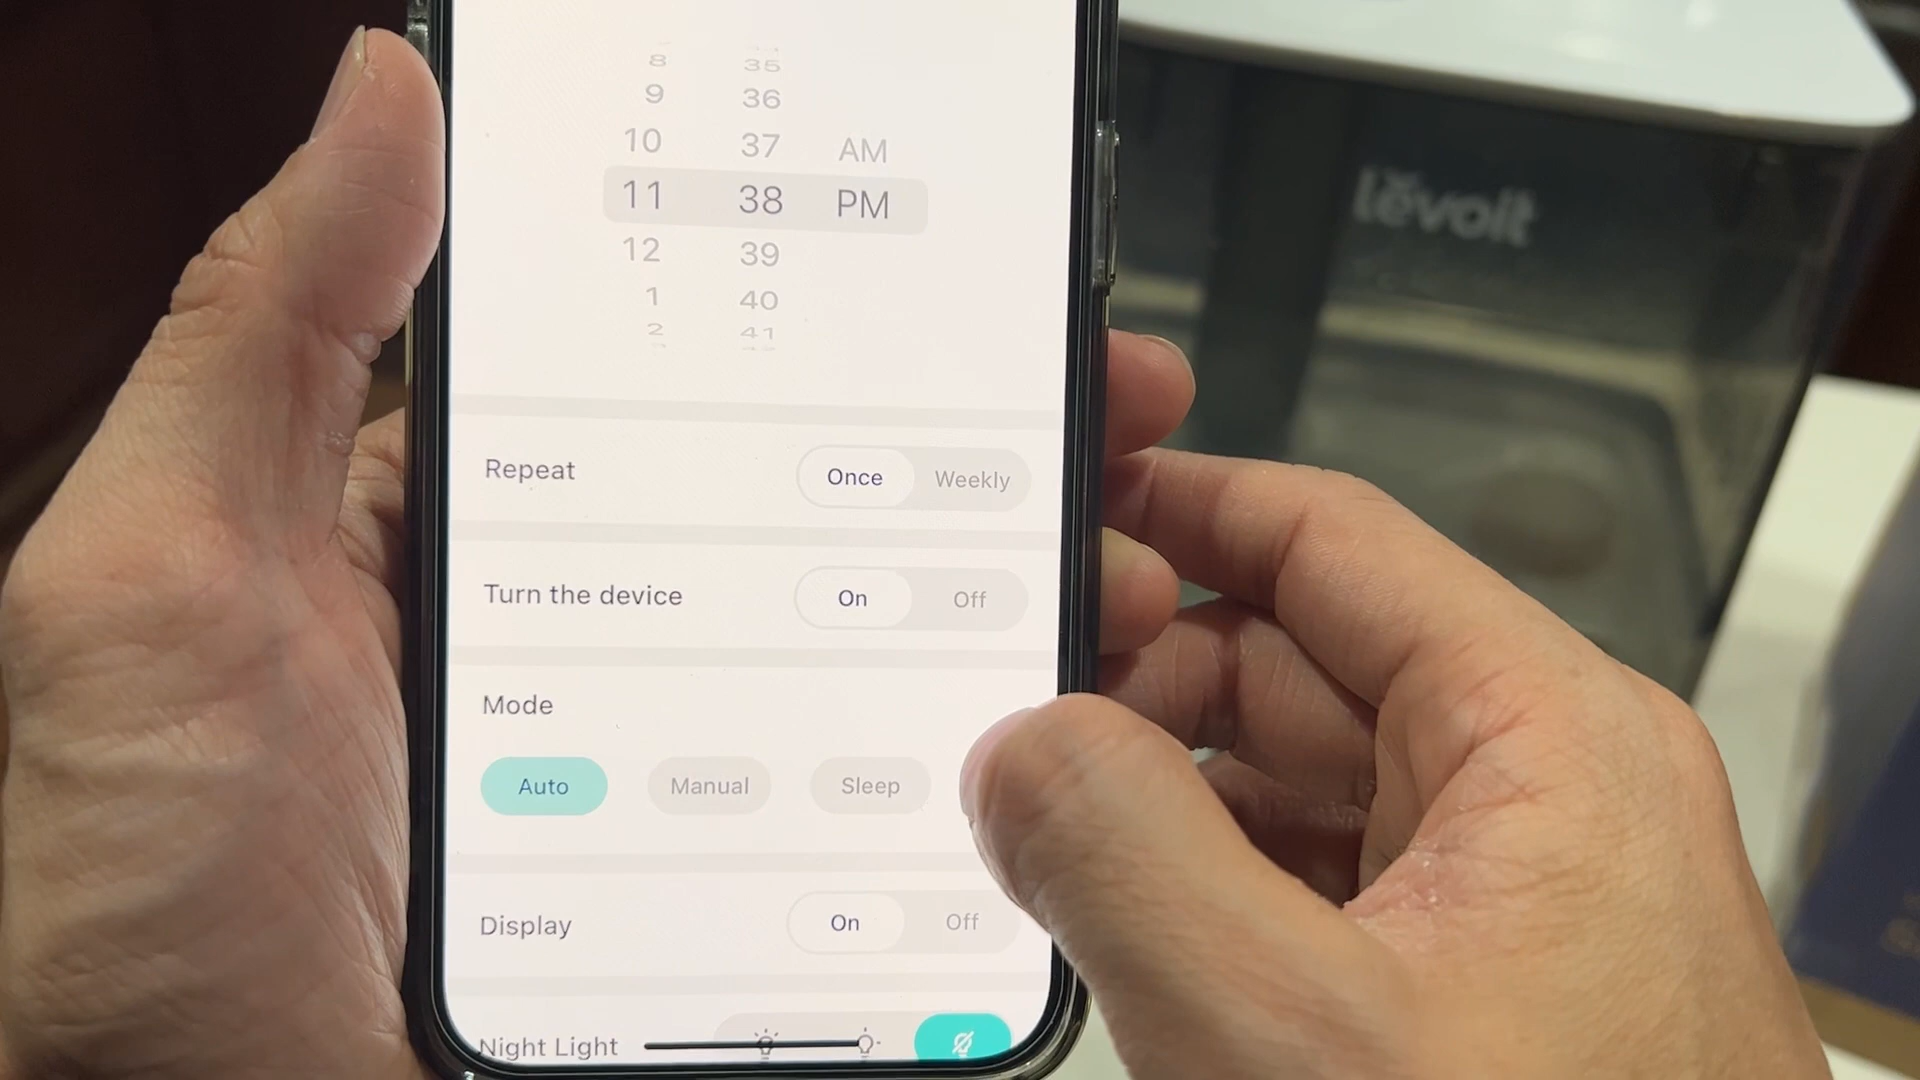 8 35
9 36
10 37 AM
11 38 PM
12 39
1 40
2 41
Repeat Once Weekly
Turn the device On Off
Mode
Auto Manual Sleep
Display On Off
Night Light
levoit